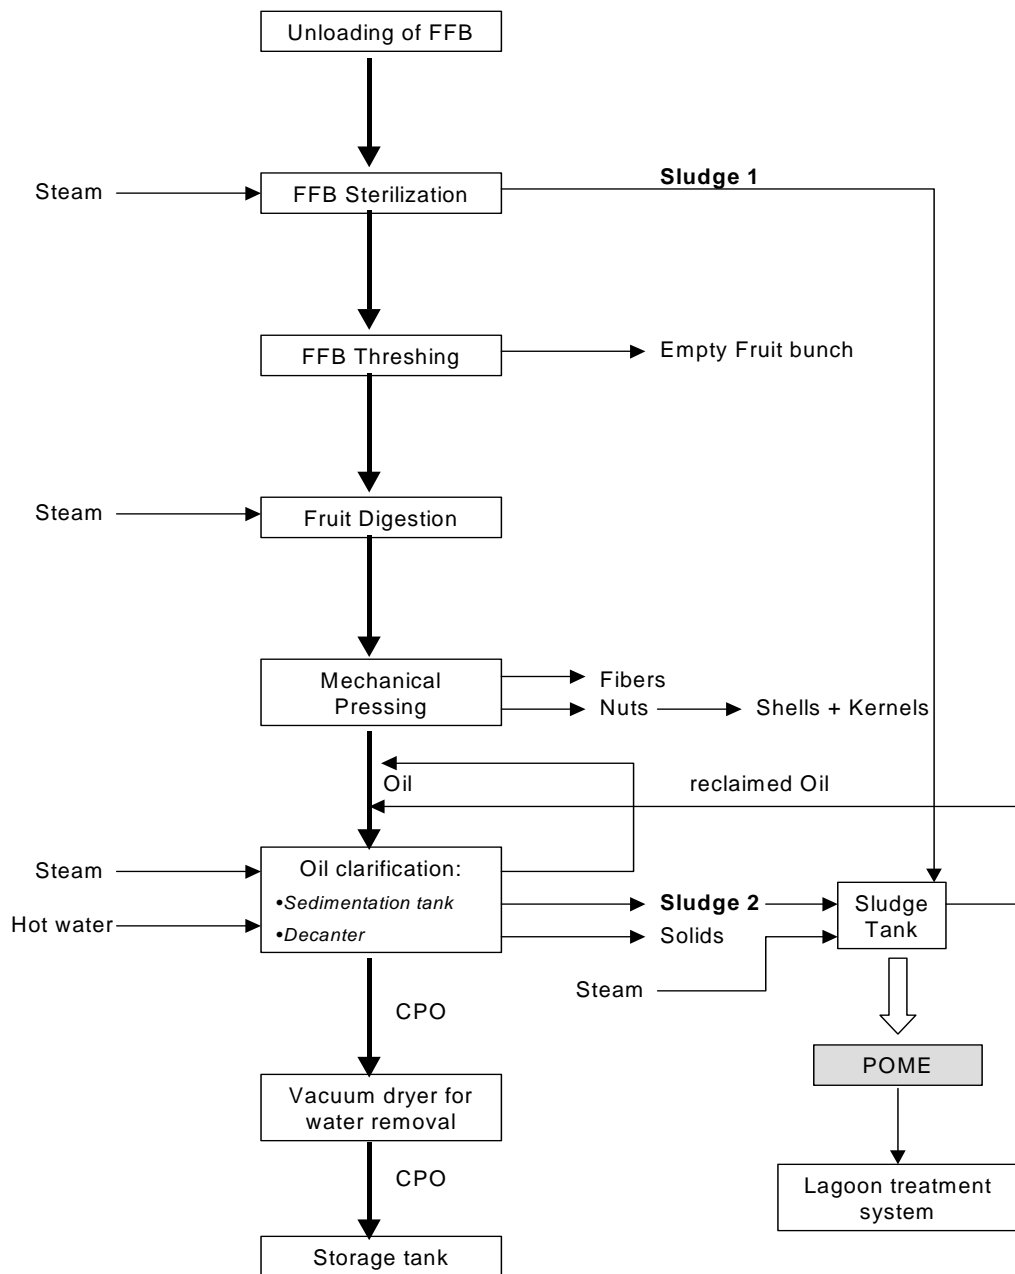 Unloading of FFB
Steam
FFB Sterilization
Sludge 1
FFB Threshing
Empty Fruit bunch
Steam
Fruit Digestion
Mechanical
Pressing
Fibers
Nuts
Shells + Kernels
Oil
reclaimed Oil
Steam
Hot water
Oil clarification:
•Sedimentation tank
•Decanter
Sludge 2
Solids
Steam
Sludge
Tank
CPO
POME
Vacuum dryer for
water removal
CPO
Lagoon treatment
system
Storage tank